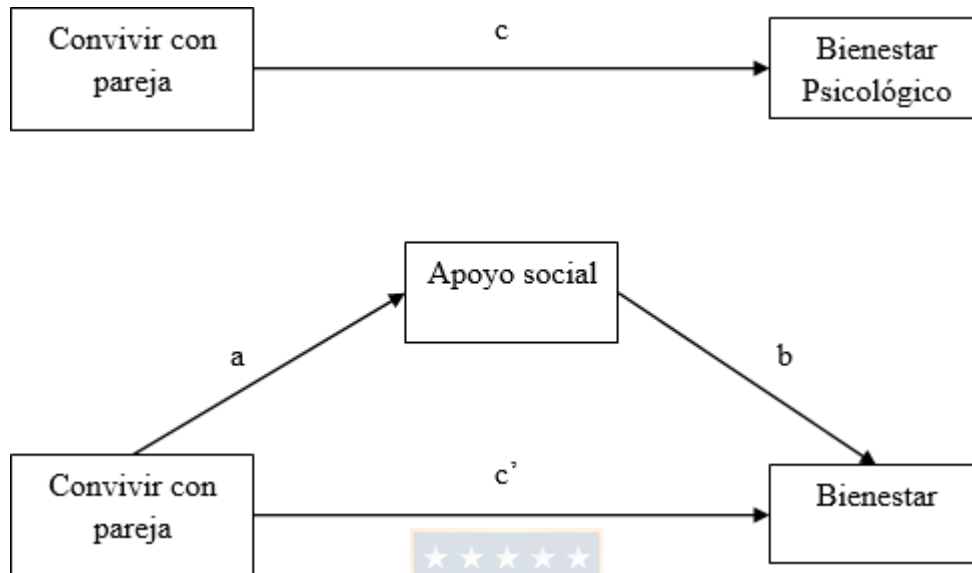 c
Convivir con
pareja
Bienestar
Psicológico
Apoyo social
a
b
c’
Convivir con
pareja
Bienestar